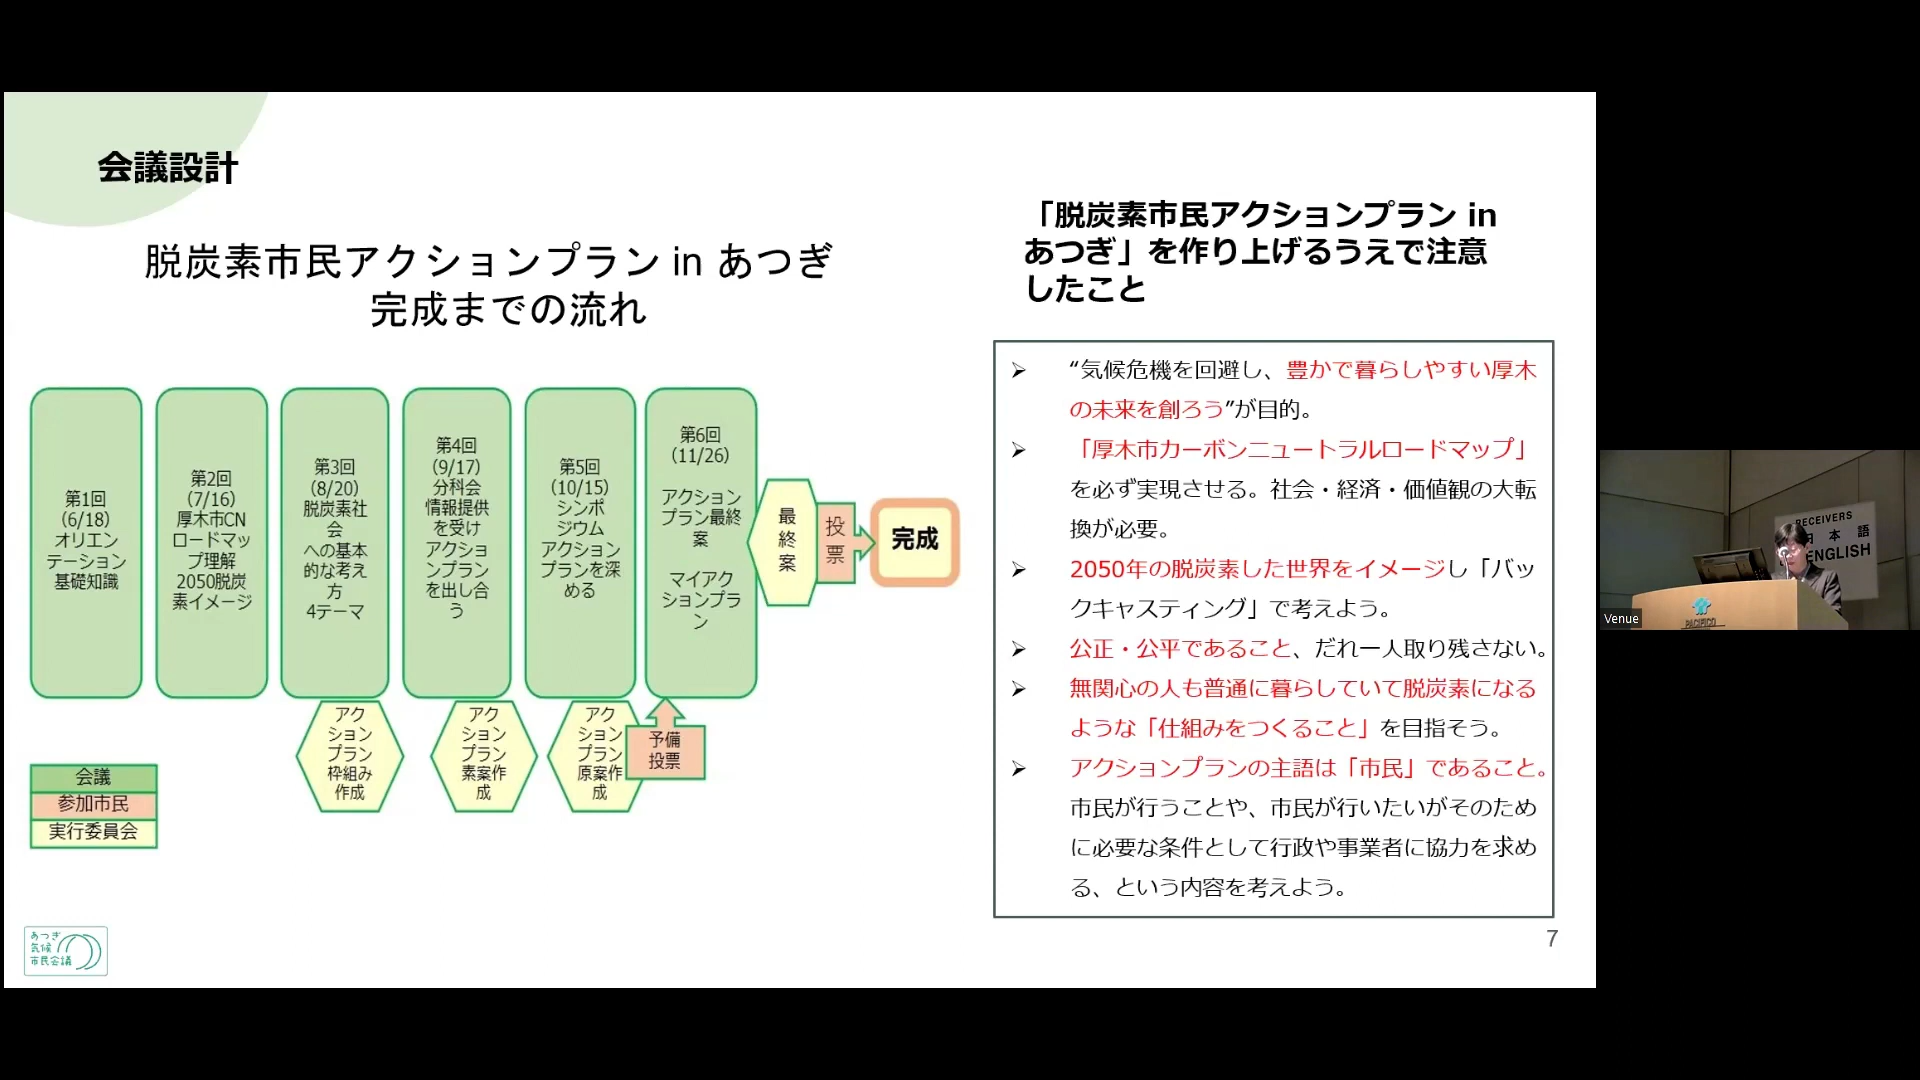 会議設計
脱炭素市民アクションプラン in あつぎ
完成までの流れ
第1回
(6/18)
オリエン
テーション
基礎知識
第2回
(7/16)
厚木市CN
ロードマッ
プ理解
2050脱炭
素イメージ
第3回
(8/20)
脱炭素社
会
への基本
的な考え
方
4テーマ
第4回
(9/17)
分科会
情報提供
を受け
アクショ
ンプラン
を出し合
う
第5回
(10/15)
シンポ
ジウム
アクション
プランを深
める
第6回
(11/26)
アクション
プラン最終
案
マイアク
ションプラ
ン
最
終
案
投
票
完成
アク
ション
プラン
枠組み
作成
アク
ション
プラン
素案作
成
アク
ション
プラン
原案作
成
予備
投票
会議
参加市民
実行委員会
あつぎ
気候
市民会議
「脱炭素市民アクションプラン in
あつぎ」を作り上げるうえで注意
したこと
➢ “気候危機を回避し、豊かで暮らしやすい厚木
の未来を創ろう”が目的。
➢ 「厚木市カーボンニュートラルロードマップ」
を必ず実現させる。社会・経済・価値観の大転
換が必要。
➢ 2050年の脱炭素した世界をイメージし「バッ
クキャスティング」で考えよう。
➢ 公正・公平であること、だれ一人取り残さない。
➢ 無関心の人も普通に暮らしていて脱炭素になる
ような「仕組みをつくること」を目指そう。
➢ アクションプランの主語は「市民」であること。
市民が行うことや、市民が行いたいがそのため
に必要な条件として行政や事業者に協力を求め
る、という内容を考えよう。
7
RECEIVERS
日本語
ENGLISH
PACIFICO
Venue